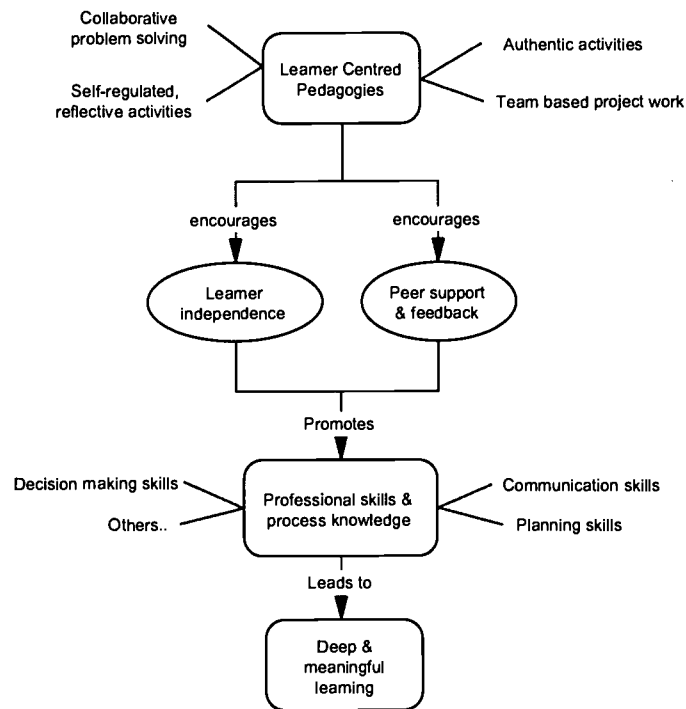 Collaborative
problem solving
Self-regulated,
reflective activities
Learner Centred
Pedagogies
Authentic activities
Team based project work
encourages
encourages
Learner
independence
Peer support
& feedback
Promotes
Decision making skills
Others..
Professional skills &
process knowledge
Communication skills
Planning skills
Leads to
Deep &
meaningful
learning